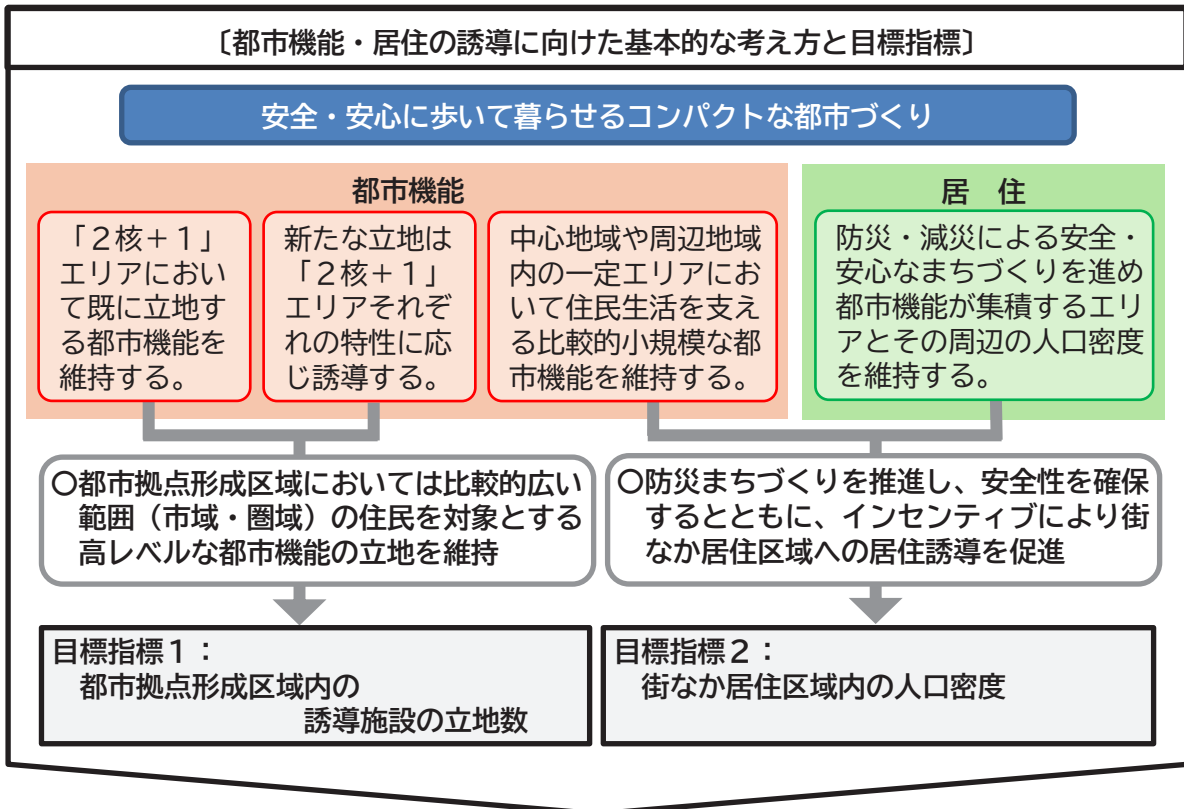 〔都市機能・居住の誘導に向けた基本的な考え方と目標指標〕
安全・安心に歩いて暮らせるコンパクトな都市づくり
都市機能
「２核＋１」
エリアにおい
て既に立地す
る都市機能を
維持する。
新たな立地は
「２核＋１」
エリアそれぞ
れの特性に応
じ誘導する。
中心地域や周辺地域
内の一定エリアにお
いて住民生活を支え
る比較的小規模な都
市機能を維持する。
居　住
防災・減災による安全・
安心なまちづくりを進め
都市機能が集積するエリ
アとその周辺の人口密度
を維持する。
〇都市拠点形成区域においては比較的広い
範囲（市域・圏域）の住民を対象とする
高レベルな都市機能の立地を維持
〇防災まちづくりを推進し、安全性を確保
するとともに、インセンティブにより街
なか居住区域への居住誘導を促進
目標指標１：
都市拠点形成区域内の
誘導施設の立地数
目標指標２：
街なか居住区域内の人口密度